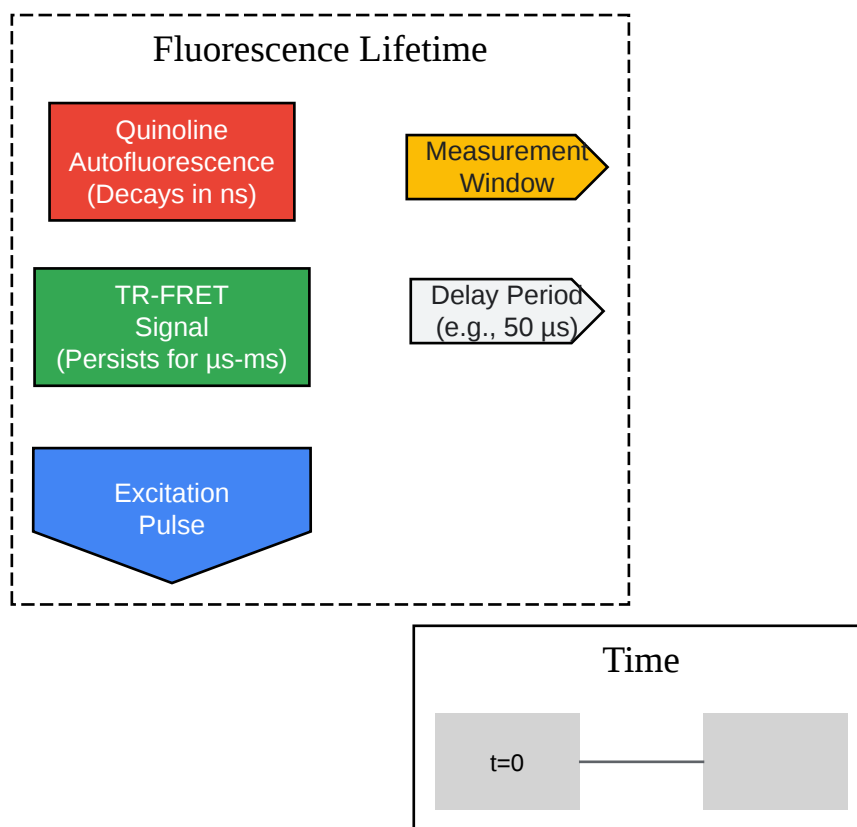 Fluorescence Lifetime
Quinoline
Autofluorescence
(Decays in ns)
Measurement
Window
TR-FRET
Signal
(Persists for µs-ms)
Delay Period
(e.g., 50 µs)
Excitation
Pulse
Time
t=0